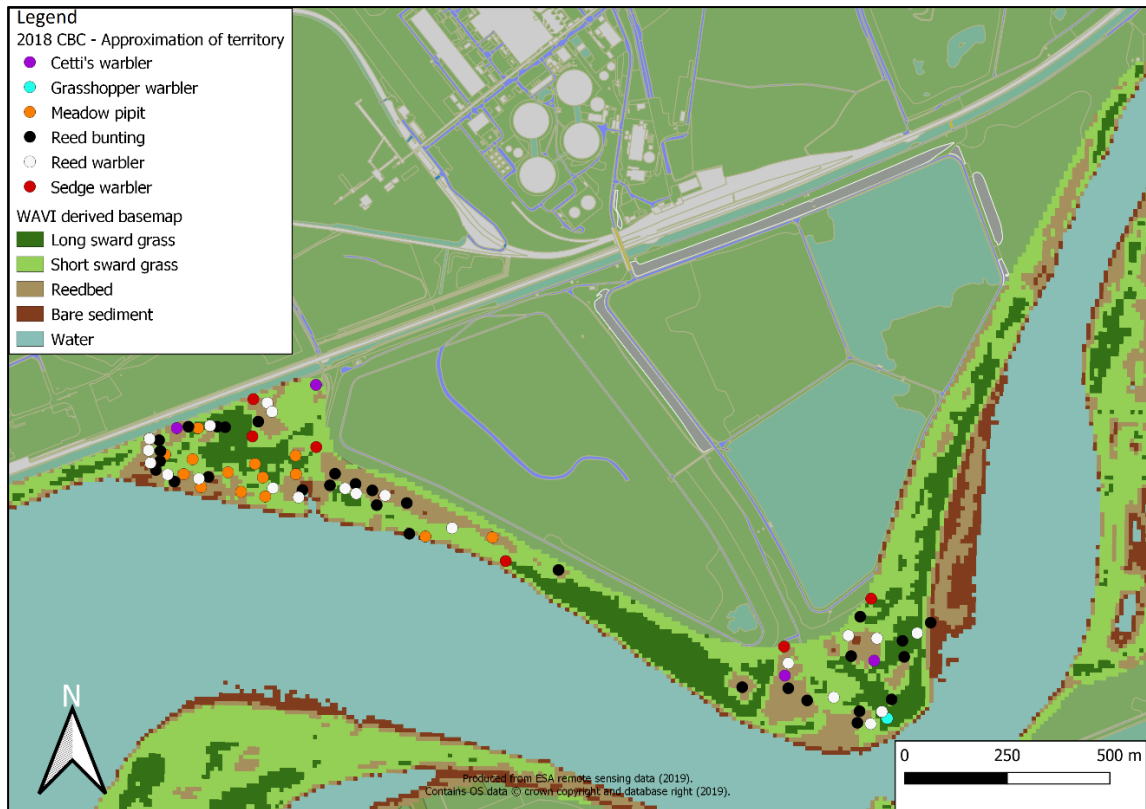 Legend
2018 CBC - Approximation of territory
Cetti's warbler
Grasshopper warbler
Meadow pipit
Reed bunting
Reed warbler
Sedge warbler
WAVI derived basemap
Long sward grass
Short sward grass
Reedbed
Bare sediment
Water
N
Produced from ESA remote sensing data (2019).
Contains OS data © crown copyright and database right (2019).
0 250 500 m